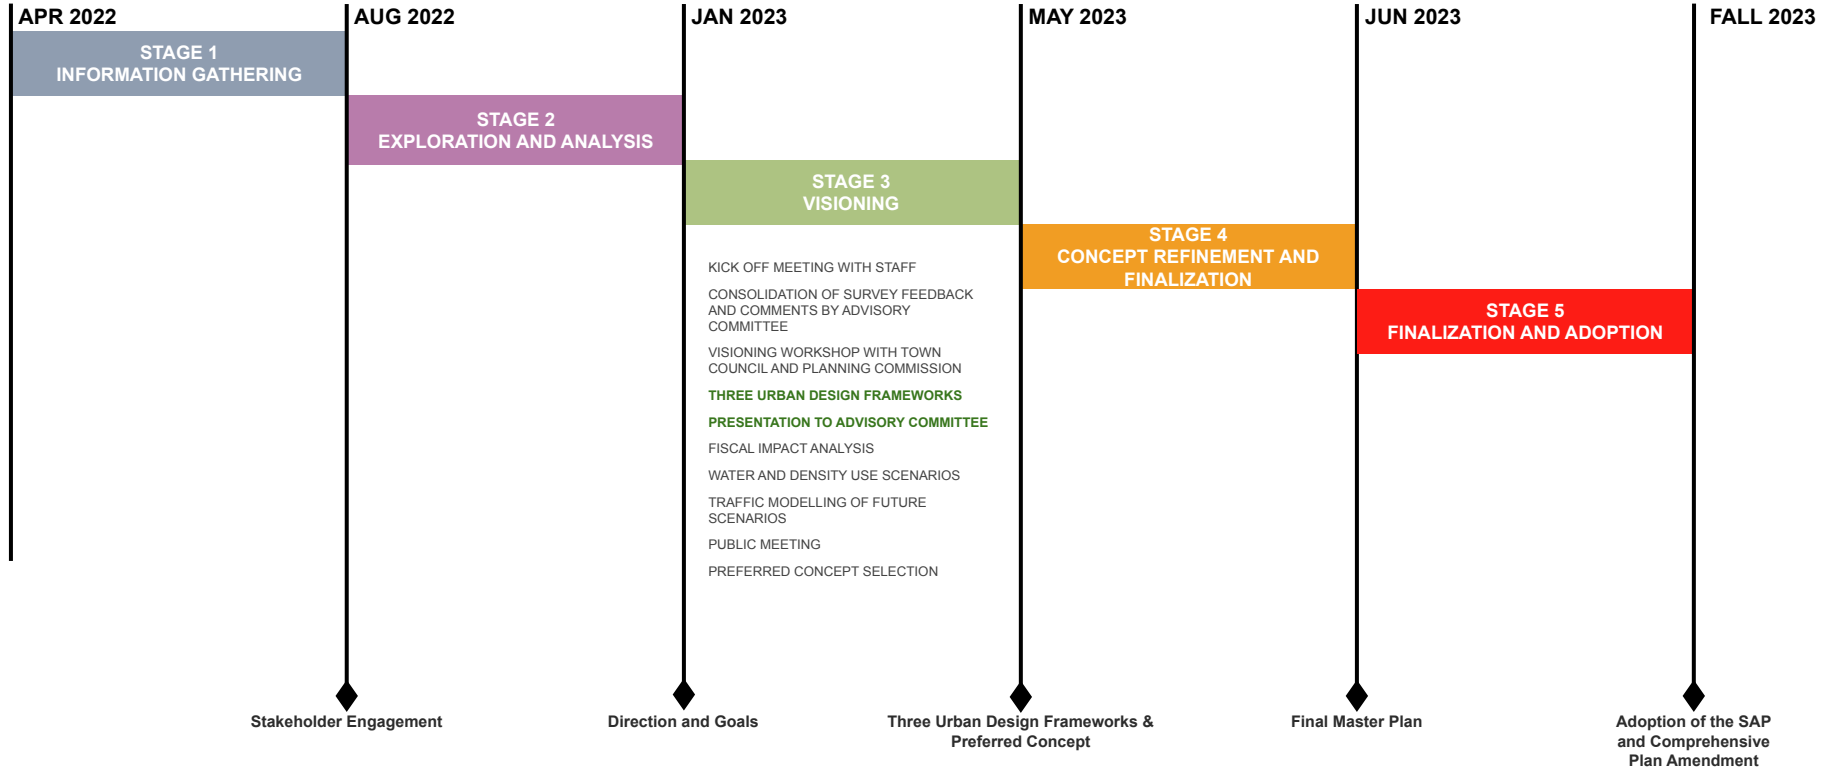 APR 2022
AUG 2022
JAN 2023
MAY 2023
JUN 2023
FALL 2023
STAGE 1
INFORMATION GATHERING
STAGE 2
EXPLORATION AND ANALYSIS
STAGE 3
VISIONING
STAGE 4
CONCEPT REFINEMENT AND
FINALIZATION
STAGE 5
FINALIZATION AND ADOPTION
KICK OFF MEETING WITH STAFF
CONSOLIDATION OF SURVEY FEEDBACK
AND COMMENTS BY ADVISORY
COMMITTEE
VISIONING WORKSHOP WITH TOWN
COUNCIL AND PLANNING COMMISSION
THREE URBAN DESIGN FRAMEWORKS
PRESENTATION TO ADVISORY COMMITTEE
FISCAL IMPACT ANALYSIS
WATER AND DENSITY USE SCENARIOS
TRAFFIC MODELLING OF FUTURE
SCENARIOS
PUBLIC MEETING
PREFERRED CONCEPT SELECTION
Stakeholder Engagement
Direction and Goals
Three Urban Design Frameworks &
Preferred Concept
Final Master Plan
Adoption of the SAP
and Comprehensive
Plan Amendment